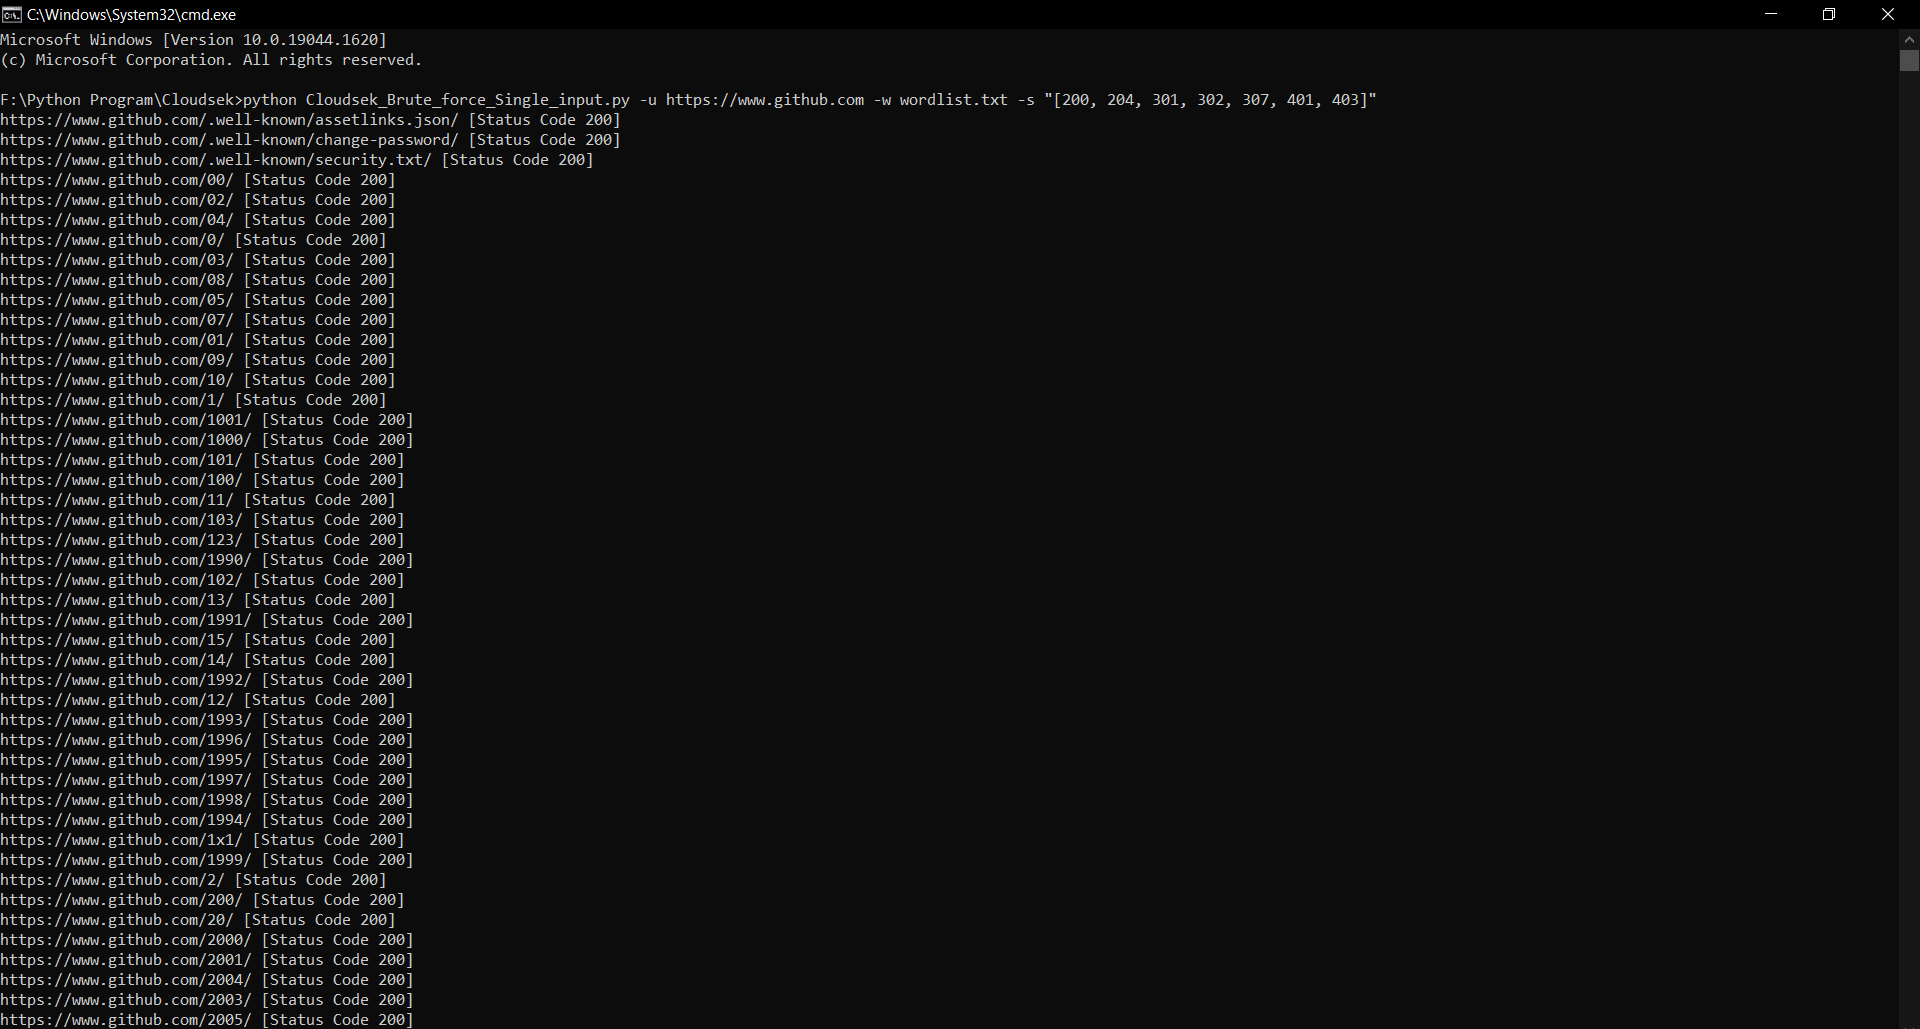 C:\Windows\System32\cmd.exe
Microsoft Windows [Version 10.0.19044.1620]
(c) Microsoft Corporation. All rights reserved.
F:\Python Program\Cloudsek>python Cloudsek_Brute_force_Single_input.py -u https://www.github.com -w wordlist.txt -s "[200, 204, 301, 302, 307, 401, 403]"
https://www.github.com/.well-known/assetlinks.json/ [Status Code 200]
https://www.github.com/.well-known/change-password/ [Status Code 200]
https://www.github.com/.well-known/security.txt/ [Status Code 200]
https://www.github.com/00/ [Status Code 200]
https://www.github.com/02/ [Status Code 200]
https://www.github.com/04/ [Status Code 200]
https://www.github.com/0/ [Status Code 200]
https://www.github.com/03/ [Status Code 200]
https://www.github.com/08/ [Status Code 200]
https://www.github.com/05/ [Status Code 200]
https://www.github.com/07/ [Status Code 200]
https://www.github.com/01/ [Status Code 200]
https://www.github.com/09/ [Status Code 200]
https://www.github.com/10/ [Status Code 200]
https://www.github.com/1/ [Status Code 200]
https://www.github.com/1001/ [Status Code 200]
https://www.github.com/1000/ [Status Code 200]
https://www.github.com/101/ [Status Code 200]
https://www.github.com/100/ [Status Code 200]
https://www.github.com/11/ [Status Code 200]
https://www.github.com/103/ [Status Code 200]
https://www.github.com/123/ [Status Code 200]
https://www.github.com/1990/ [Status Code 200]
https://www.github.com/102/ [Status Code 200]
https://www.github.com/13/ [Status Code 200]
https://www.github.com/1991/ [Status Code 200]
https://www.github.com/15/ [Status Code 200]
https://www.github.com/14/ [Status Code 200]
https://www.github.com/1992/ [Status Code 200]
https://www.github.com/12/ [Status Code 200]
https://www.github.com/1993/ [Status Code 200]
https://www.github.com/1996/ [Status Code 200]
https://www.github.com/1995/ [Status Code 200]
https://www.github.com/1997/ [Status Code 200]
https://www.github.com/1998/ [Status Code 200]
https://www.github.com/1994/ [Status Code 200]
https://www.github.com/1x1/ [Status Code 200]
https://www.github.com/1999/ [Status Code 200]
https://www.github.com/2/ [Status Code 200]
https://www.github.com/200/ [Status Code 200]
https://www.github.com/20/ [Status Code 200]
https://www.github.com/2000/ [Status Code 200]
https://www.github.com/2001/ [Status Code 200]
https://www.github.com/2004/ [Status Code 200]
https://www.github.com/2003/ [Status Code 200]
https://www.github.com/2005/ [Status Code 200]